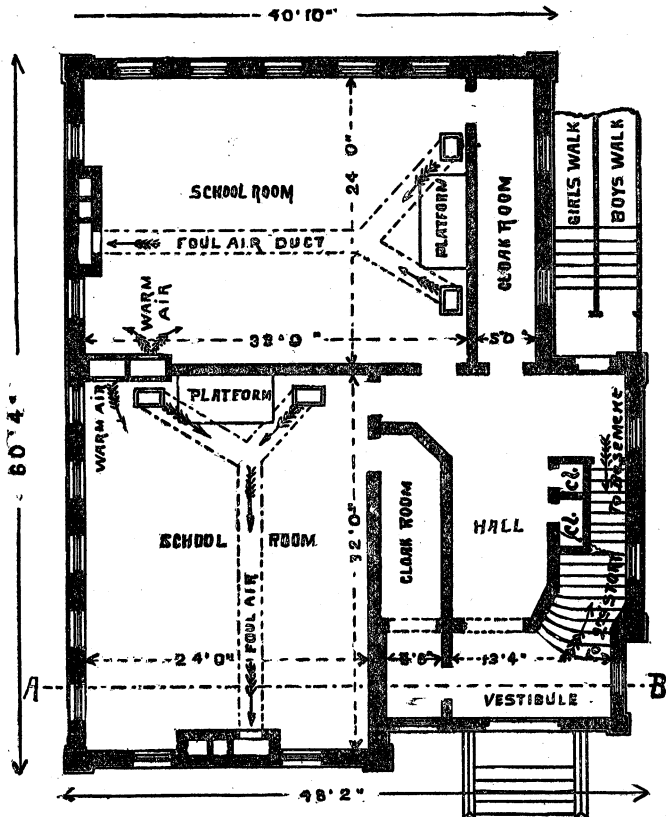 40'10"
24'0"
SCHOOL ROOM
PLATFORM
CLOAK ROOM
GIRLS WALK
BOYS WALK
FOUL AIR DUCT
WARM AIR
5'0
60'4"
WARM AIR
PLATFORM
TO BASEMENT
CL
CL
CLOAK ROOM
HALL
SCHOOL ROOM
32'0"
FOUL AIR
24'0"
13'4"
A
B
VESTIBULE
48'2"